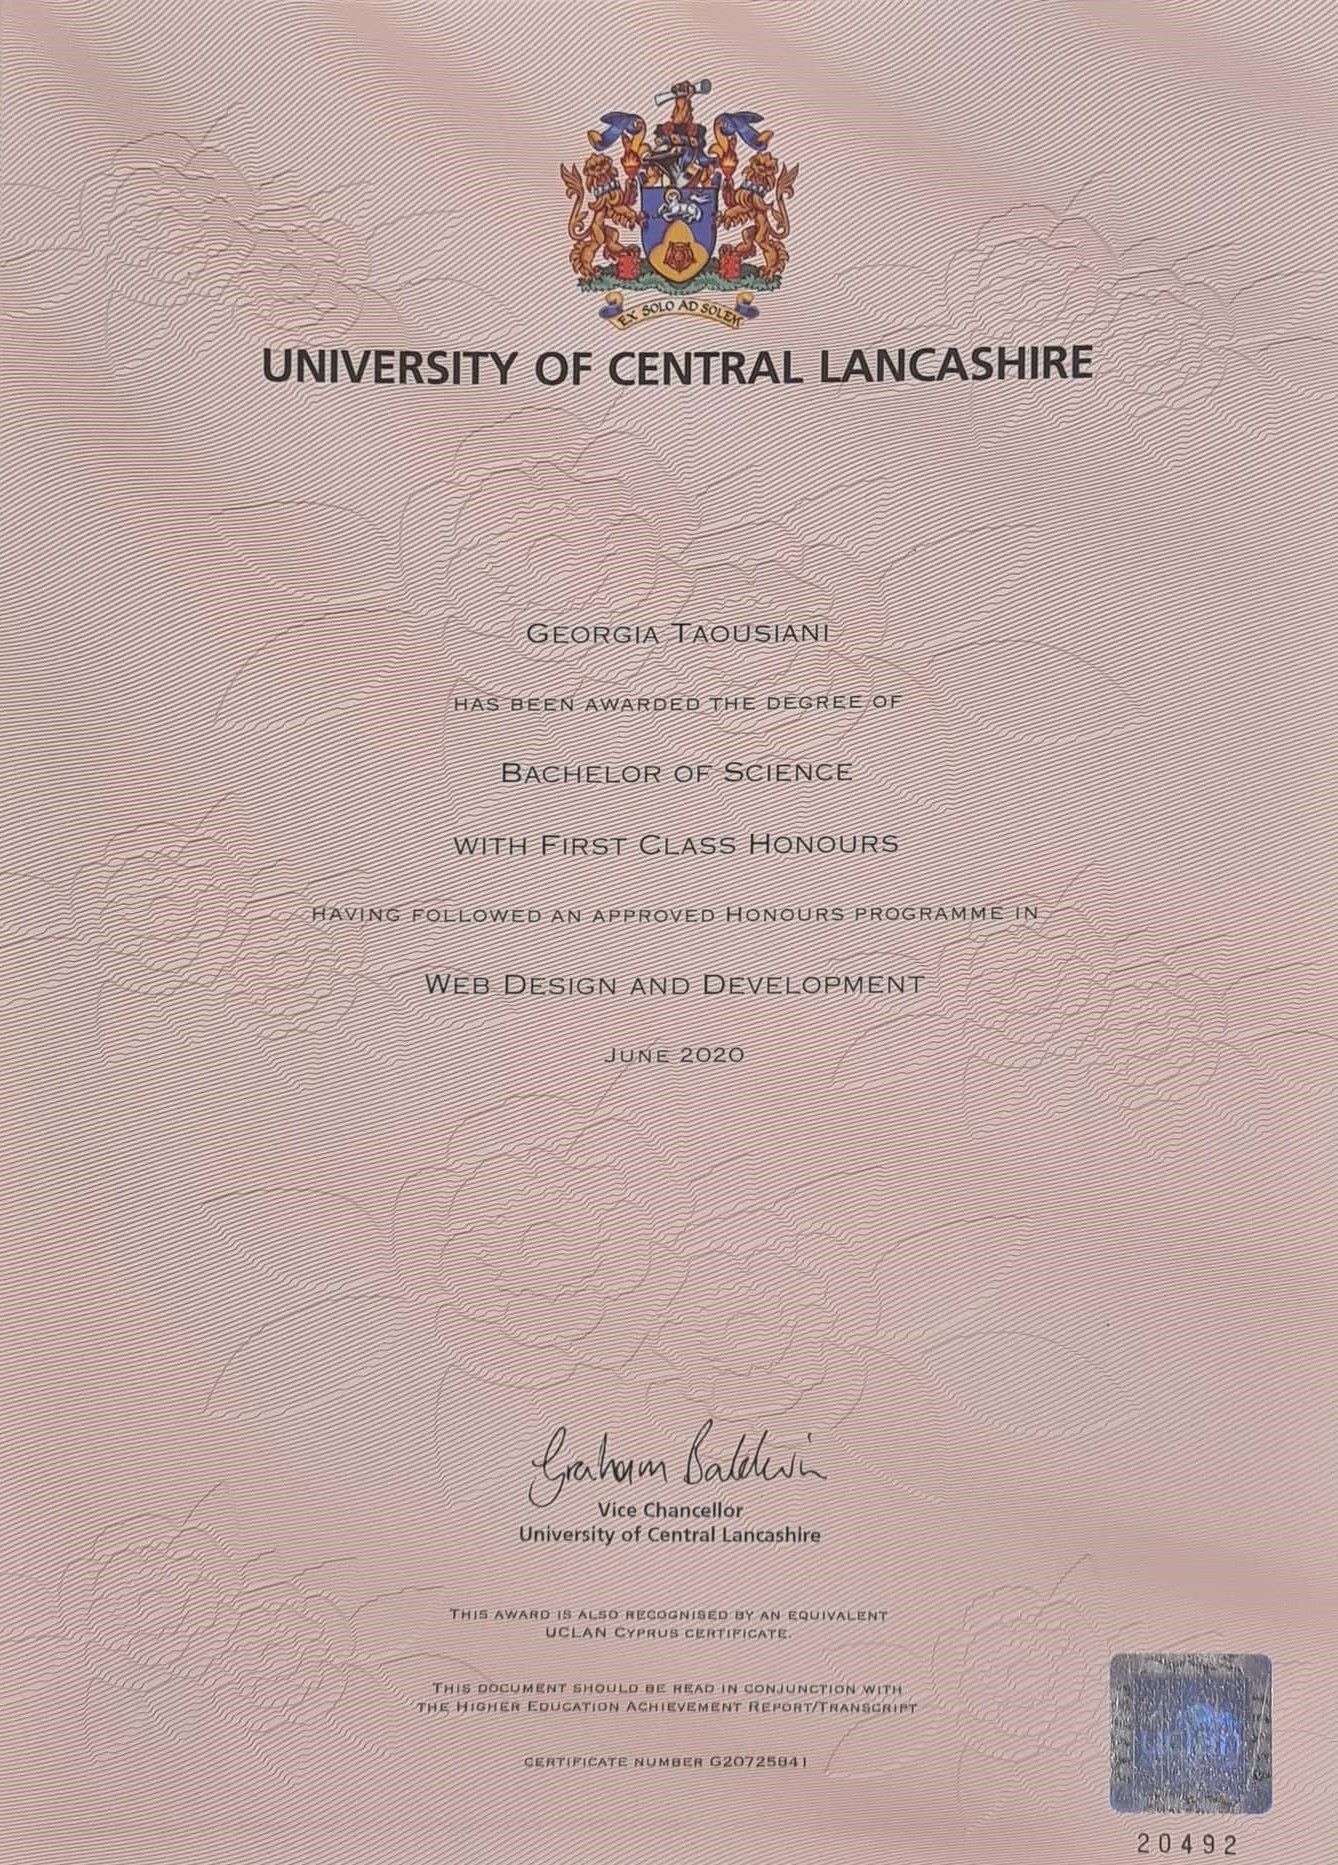 EX SOLO AD SOLEM
UNIVERSITY OF CENTRAL LANCASHIRE
GEORGIA TAOUSIANI
HAS BEEN AWARDED THE DEGREE OF
BACHELOR OF SCIENCE
WITH FIRST CLASS HONOURS
HAVING FOLLOWED AN APPROVED HONOURS PROGRAMME IN
WEB DESIGN AND DEVELOPMENT
JUNE 2020
Graham Baldwin
Vice Chancellor
University of Central Lancashire
THIS AWARD IS ALSO RECOGNISED BY AN EQUIVALENT
UCLAN CYPRUS CERTIFICATE.
THIS DOCUMENT SHOULD BE READ IN CONJUNCTION WITH
THE HIGHER EDUCATION ACHIEVEMENT REPORT/TRANSCRIPT
CERTIFICATE NUMBER G20725841
20492